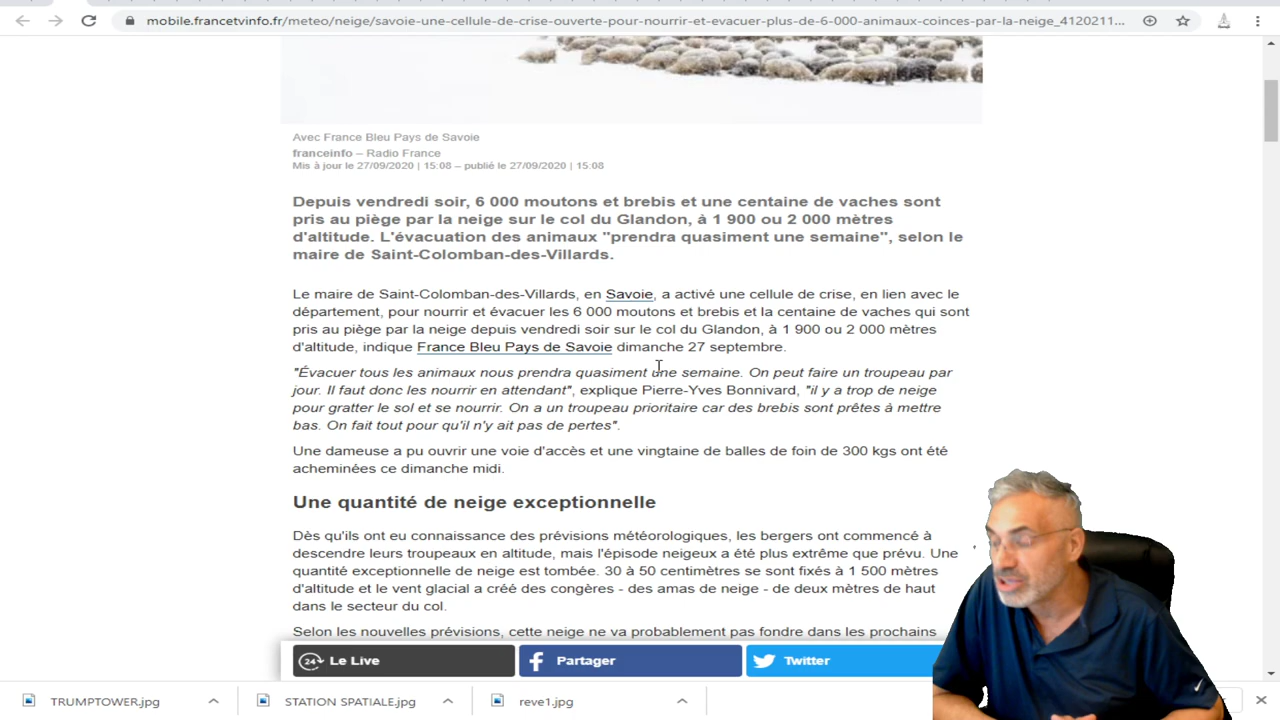 mobile.francetvinfo.fr/meteo/neige/savoie-une-cellule-de-crise-ouverte-pour-nourrir-et-evacuer-plus-de-6-000-animaux-coinces-par-la-neige_4120211...
Avec France Bleu Pays de Savoie
franceinfo – Radio France
Mis à jour le 27/09/2020 | 15:08 – publié le 27/09/2020 | 15:08
Depuis vendredi soir, 6 000 moutons et brebis et une centaine de vaches sont
pris au piège par la neige sur le col du Glandon, à 1 900 ou 2 000 mètres
d'altitude. L'évacuation des animaux "prendra quasiment une semaine", selon le
maire de Saint-Colomban-des-Villards.
Le maire de Saint-Colomban-des-Villards, en Savoie, a activé une cellule de crise, en lien avec le
département, pour nourrir et évacuer les 6 000 moutons et brebis et la centaine de vaches qui sont
pris au piège par la neige depuis vendredi soir sur le col du Glandon, à 1 900 ou 2 000 mètres
d'altitude, indique France Bleu Pays de Savoie dimanche 27 septembre.
"Évacuer tous les animaux nous prendra quasiment une semaine. On peut faire un troupeau par
jour. Il faut donc les nourrir en attendant", explique Pierre-Yves Bonnivard, "il y a trop de neige
pour gratter le sol et se nourrir. On a un troupeau prioritaire car des brebis sont prêtes à mettre
bas. On fait tout pour qu'il n'y ait pas de pertes".
Une dameuse a pu ouvrir une voie d'accès et une vingtaine de balles de foin de 300 kgs ont été
acheminées ce dimanche midi.
Une quantité de neige exceptionnelle
Dès qu'ils ont eu connaissance des prévisions météorologiques, les bergers ont commencé à
descendre leurs troupeaux en altitude, mais l'épisode neigeux a été plus extrême que prévu. Une
quantité exceptionnelle de neige est tombée. 30 à 50 centimètres se sont fixés à 1 500 mètres
d'altitude et le vent glacial a créé des congères - des amas de neige - de deux mètres de haut
dans le secteur du col.
Selon les nouvelles prévisions, cette neige ne va probablement pas fondre dans les prochains
24 Le Live
Partager
Twitter
TRUMPTOWER.jpg
STATION SPATIALE.jpg
reve1.jpg